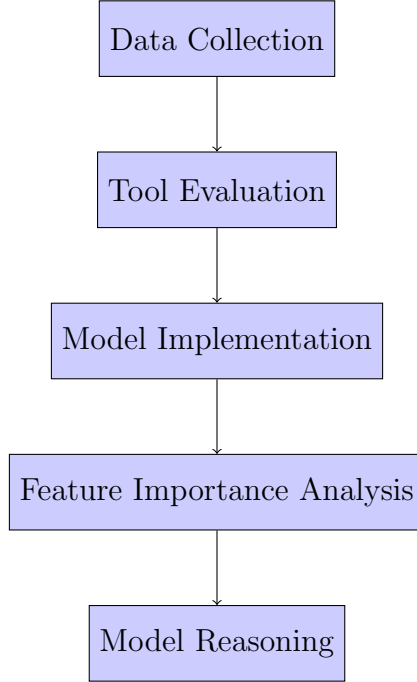 Data Collection
Tool Evaluation
Model Implementation
Feature Importance Analysis
Model Reasoning